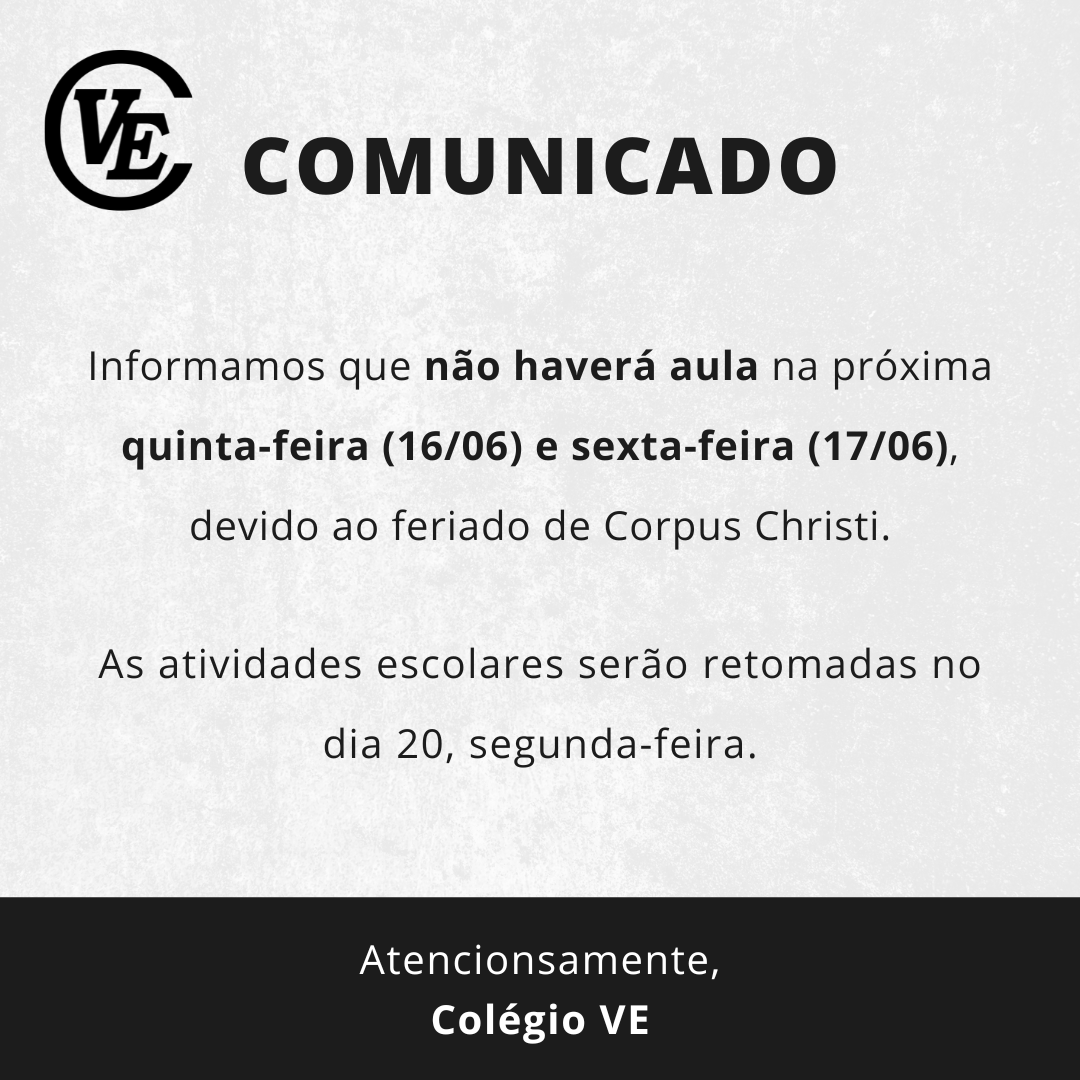 CVE
COMUNICADO
Informamos que não haverá aula na próxima
quinta-feira (16/06) e sexta-feira (17/06),
devido ao feriado de Corpus Christi.
As atividades escolares serão retomadas no
dia 20, segunda-feira.
Atencionsamente,
Colégio VE